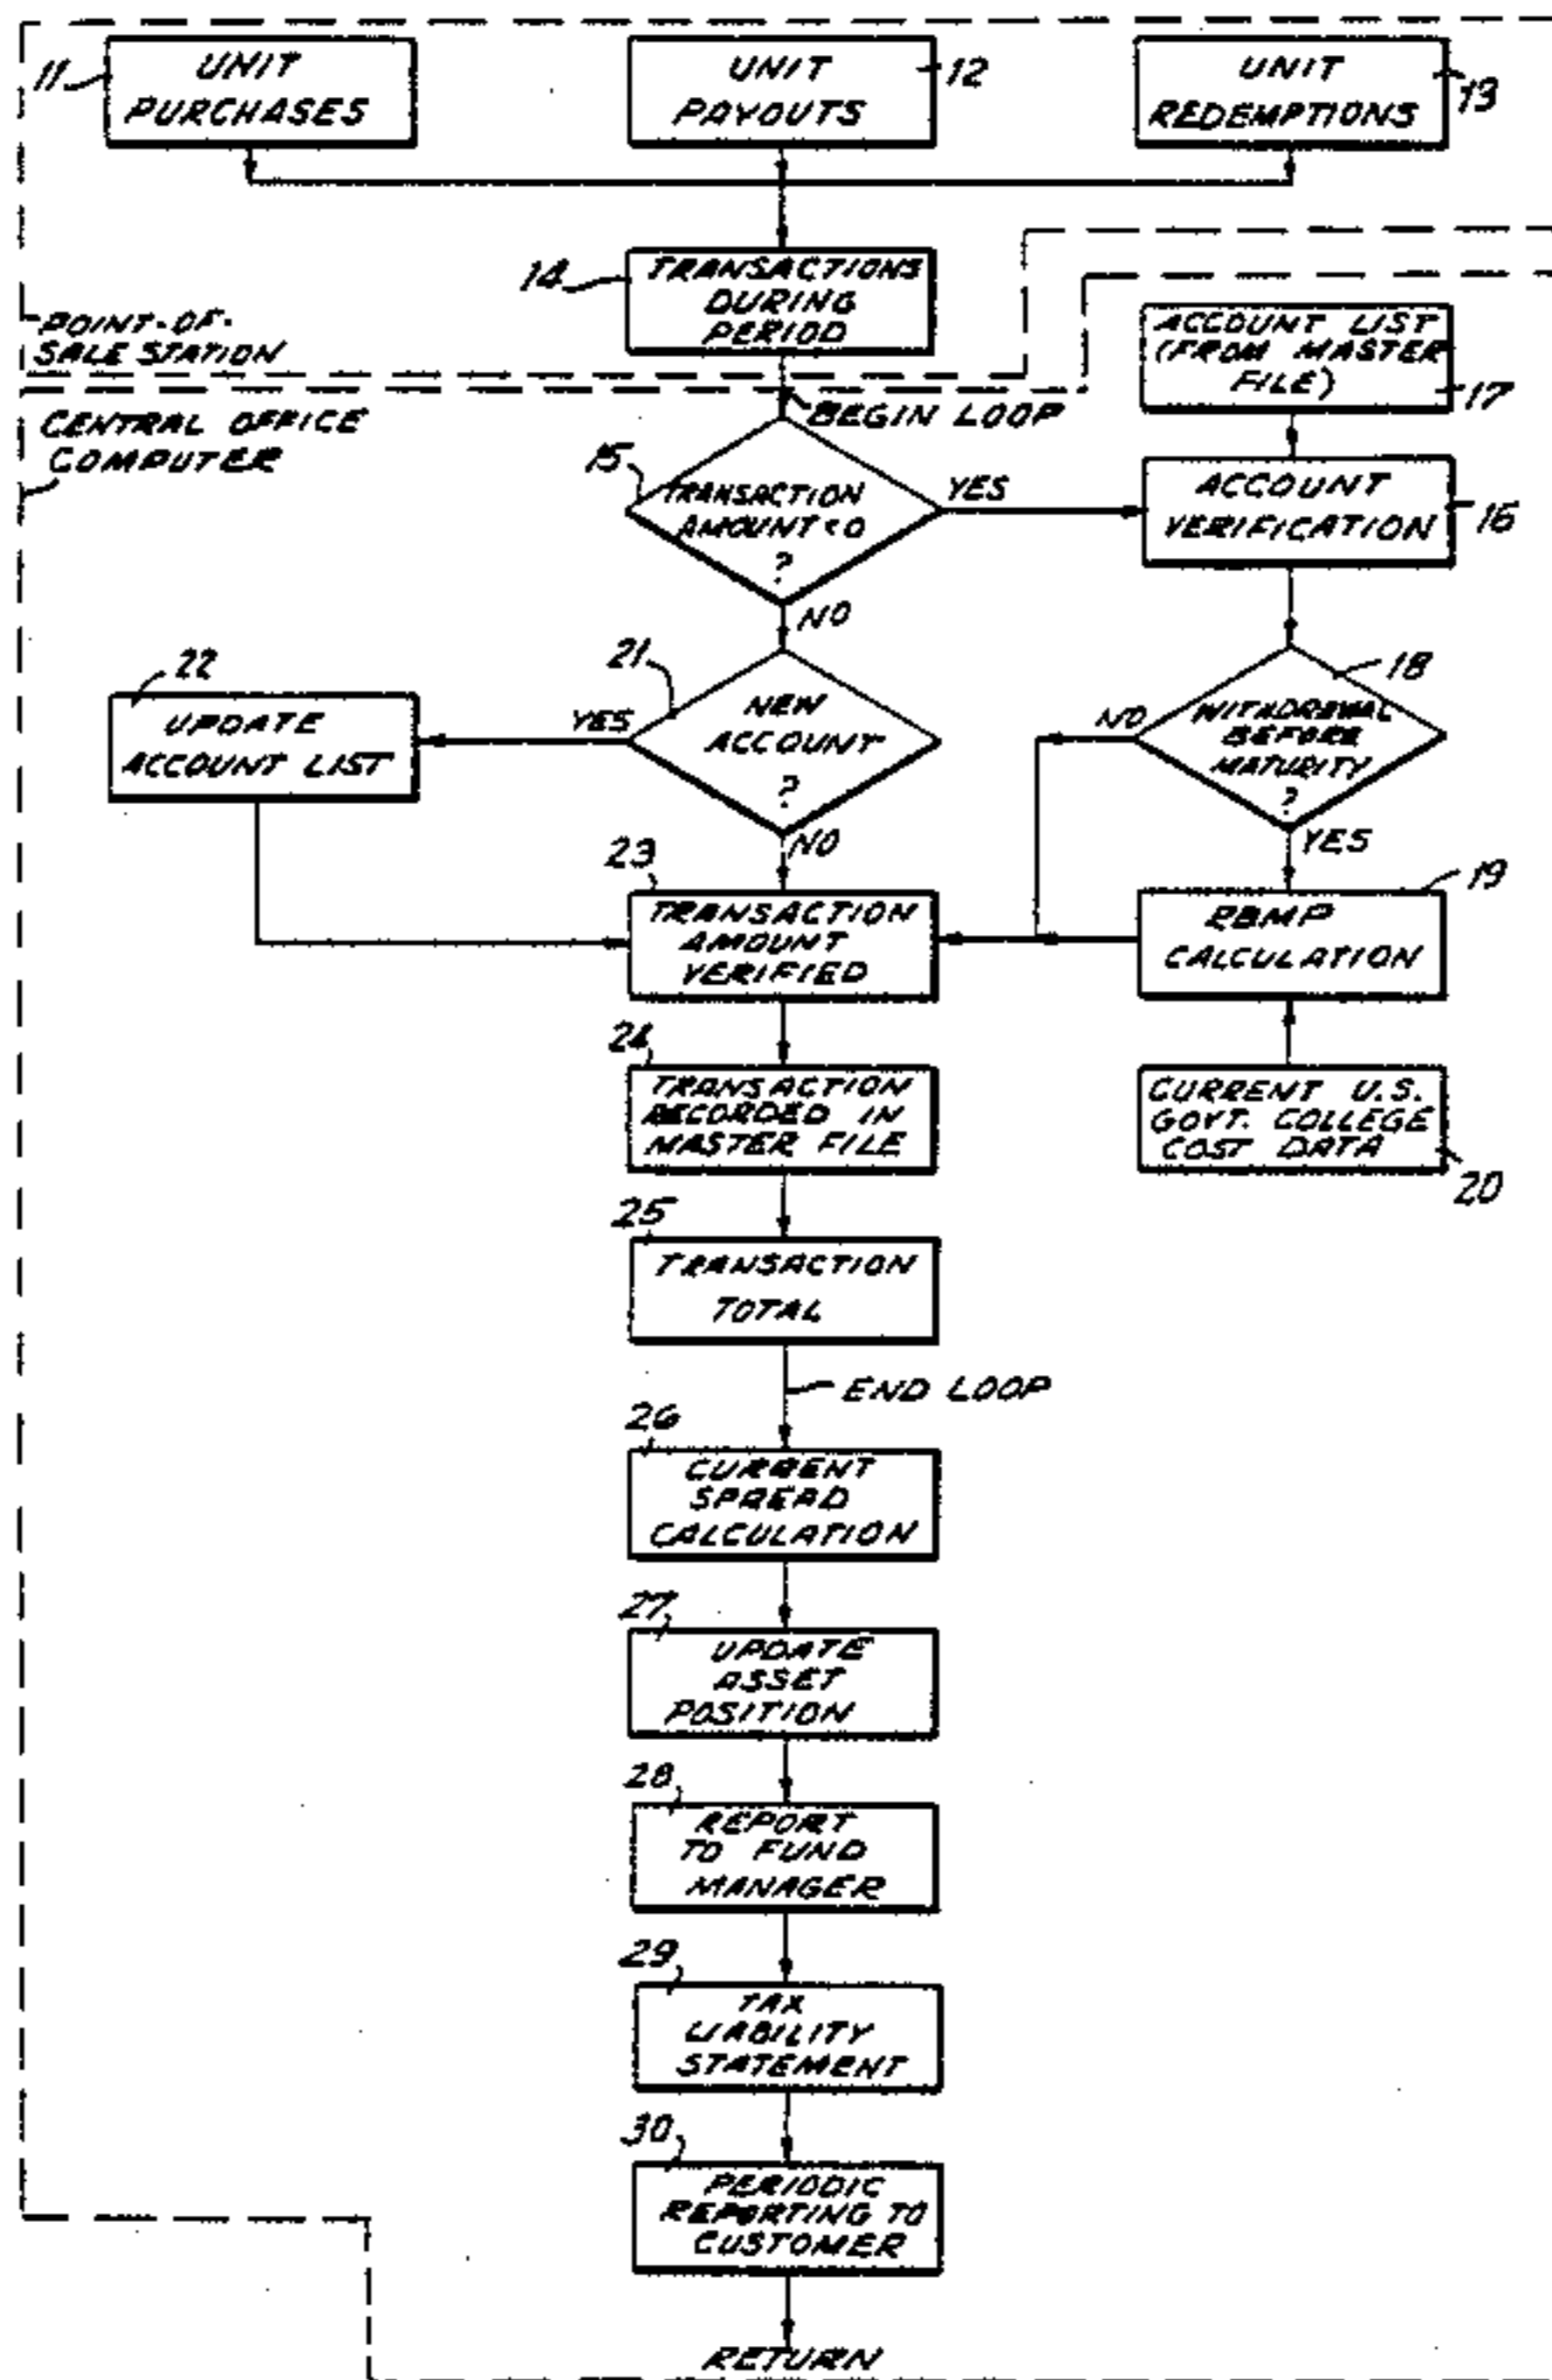 11
UNIT
PURCHASES
UNIT
PAYOUTS
12
UNIT
REDEMPTIONS
13
14
TRANSACTIONS
DURING
PERIOD
POINT-OF-
SALE STATION
ACCOUNT LIST
(FROM MASTER
FILE)
17
BEGIN LOOP
CENTRAL OFFICE
COMPUTER
15
TRANSACTION
AMOUNT < 0
?
YES
NO
ACCOUNT
VERIFICATION
16
22
UPDATE
ACCOUNT LIST
21
YES
NEW
ACCOUNT
?
NO
18
NO
WITHDRAWAL
BEFORE
MATURITY
?
YES
23
TRANSACTION
AMOUNT
VERIFIED
19
RBMP
CALCULATION
24
TRANSACTION
RECORDED IN
MASTER FILE
CURRENT U.S.
GOVT. COLLEGE
COST DATA
20
25
TRANSACTION
TOTAL
END LOOP
26
CURRENT
SPREAD
CALCULATION
27
UPDATE
ASSET
POSITION
28
REPORT
TO FUND
MANAGER
29
TAX
LIABILITY
STATEMENT
30
PERIODIC
REPORTING TO
CUSTOMER
RETURN